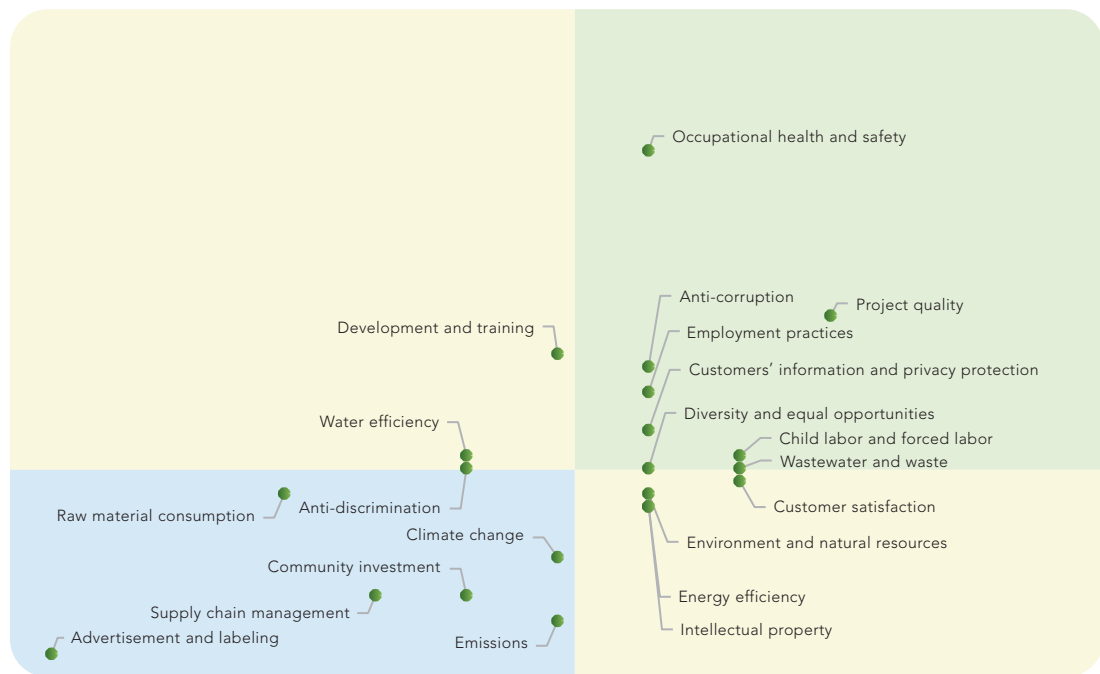 Occupational health and safety
Anti-corruption
Project quality
Development and training
Employment practices
Customers’ information and privacy protection
Diversity and equal opportunities
Water efficiency
Child labor and forced labor
Wastewater and waste
Customer satisfaction
Anti-discrimination
Raw material consumption
Climate change
Environment and natural resources
Community investment
Energy efficiency
Supply chain management
Intellectual property
Advertisement and labeling
Emissions